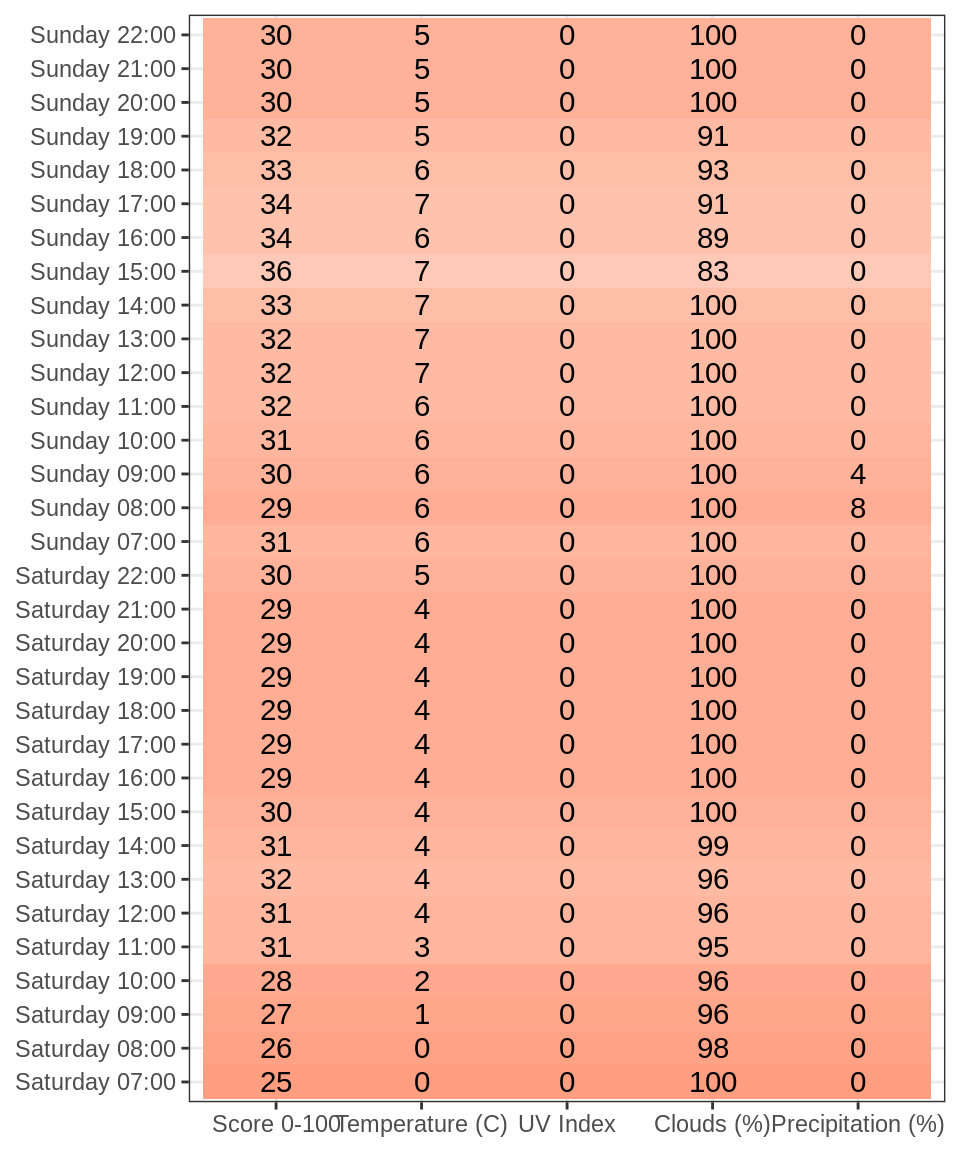 Sunday 22:00 30 5 0 100 0
Sunday 21:00 30 5 0 100 0
Sunday 20:00 30 5 0 100 0
Sunday 19:00 32 5 0 91 0
Sunday 18:00 33 6 0 93 0
Sunday 17:00 34 7 0 91 0
Sunday 16:00 34 6 0 89 0
Sunday 15:00 36 7 0 83 0
Sunday 14:00 33 7 0 100 0
Sunday 13:00 32 7 0 100 0
Sunday 12:00 32 7 0 100 0
Sunday 11:00 32 6 0 100 0
Sunday 10:00 31 6 0 100 0
Sunday 09:00 30 6 0 100 4
Sunday 08:00 29 6 0 100 8
Sunday 07:00 31 6 0 100 0
Saturday 22:00 30 5 0 100 0
Saturday 21:00 29 4 0 100 0
Saturday 20:00 29 4 0 100 0
Saturday 19:00 29 4 0 100 0
Saturday 18:00 29 4 0 100 0
Saturday 17:00 29 4 0 100 0
Saturday 16:00 29 4 0 100 0
Saturday 15:00 30 4 0 100 0
Saturday 14:00 31 4 0 99 0
Saturday 13:00 32 4 0 96 0
Saturday 12:00 31 4 0 96 0
Saturday 11:00 31 3 0 95 0
Saturday 10:00 28 2 0 96 0
Saturday 09:00 27 1 0 96 0
Saturday 08:00 26 0 0 98 0
Saturday 07:00 25 0 0 100 0
Score 0-100 Temperature (C) UV Index Clouds (%) Precipitation (%)